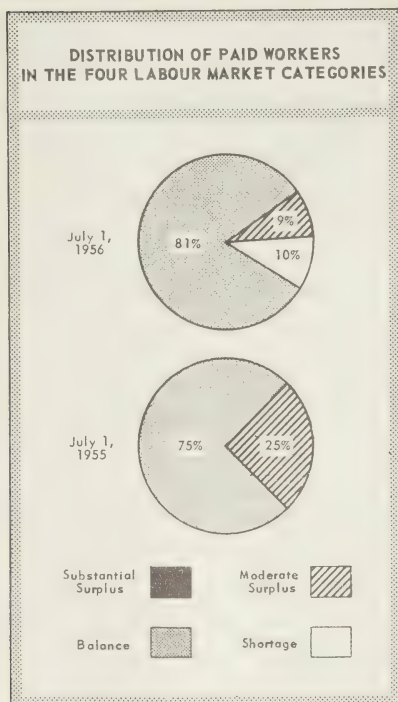 DISTRIBUTION OF PAID WORKERS
IN THE FOUR LABOUR MARKET CATEGORIES
July 1,
1956
81%
9%
10%
July 1,
1955
75%
25%
Substantial
Surplus
Moderate
Surplus
Balance
Shortage